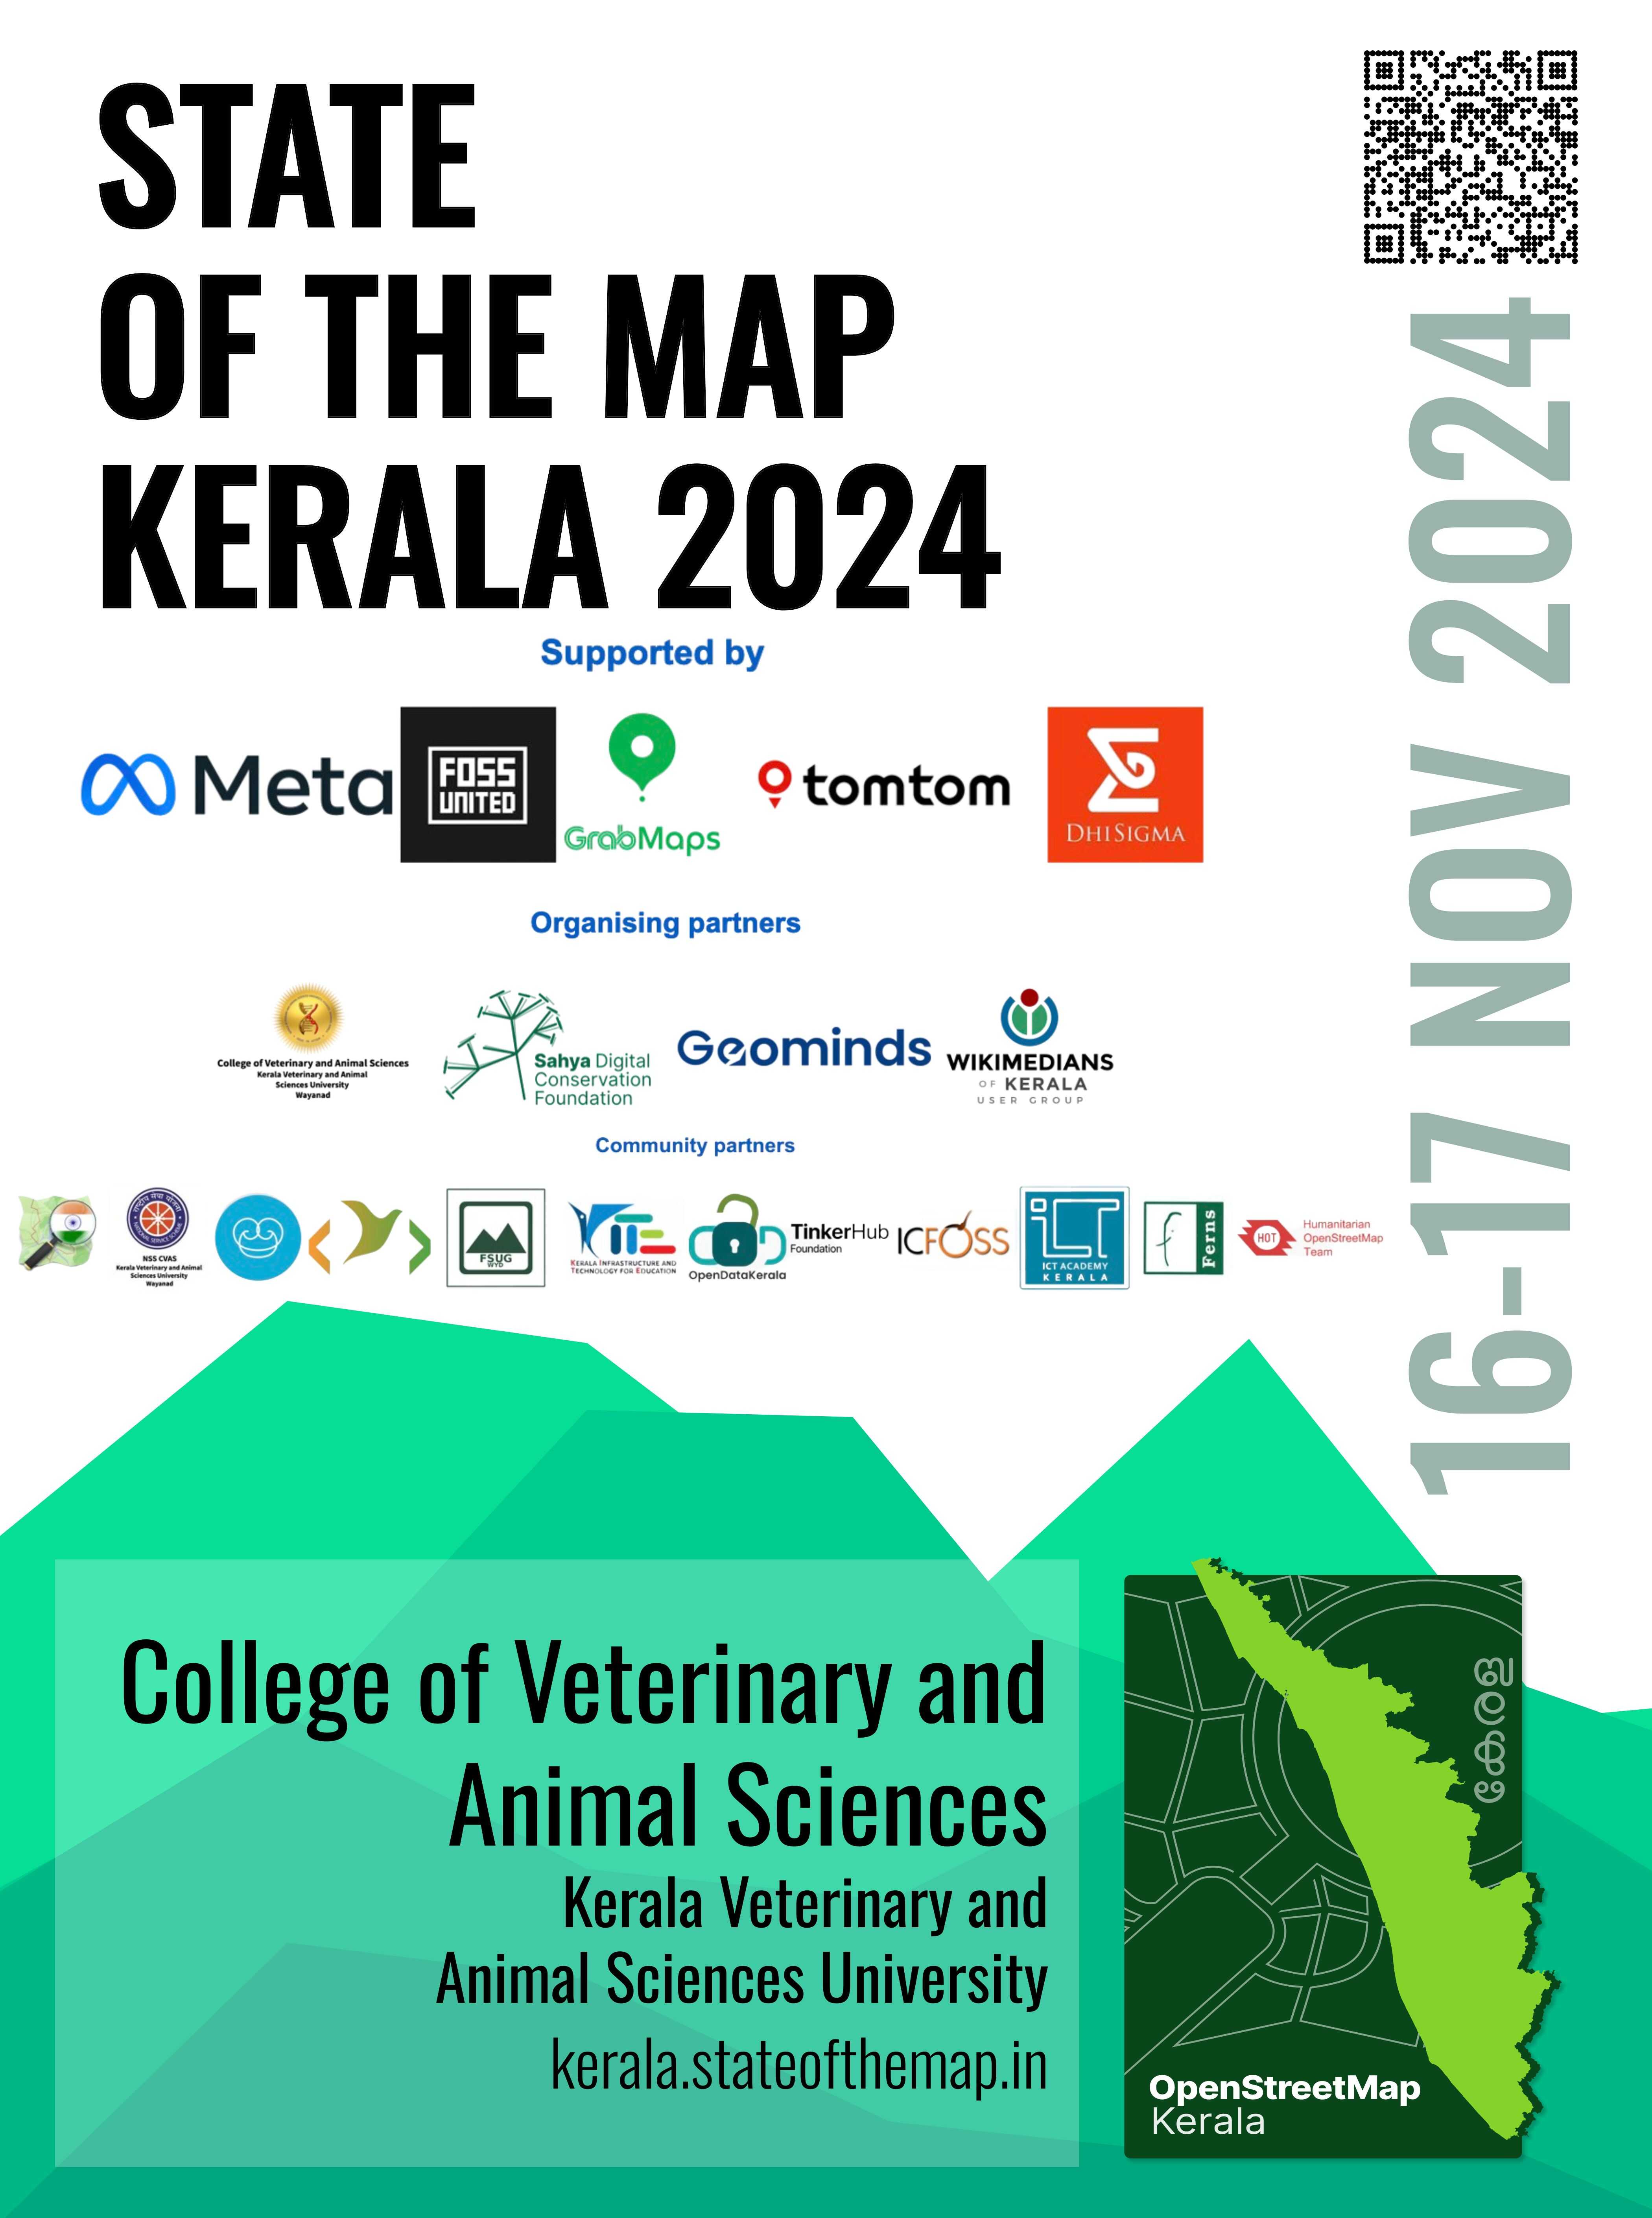 STATE
OF THE MAP
KERALA 2024
16-17 NOV 2024
Supported by
Meta
FOSS
UNITED
GrabMaps
tomtom
DHISIGMA
Organising partners
College of Veterinary and Animal Sciences
Kerala Veterinary and Animal
Sciences University
Wayanad
Sahya Digital
Conservation
Foundation
Geominds
WIKIMEDIANS
OF KERALA
USER GROUP
Community partners
NSS CVAS
Kerala Veterinary and Animal
Sciences University
Wayanad
FSUG
WYD
KITE
KERALA INFRASTRUCTURE AND
TECHNOLOGY FOR EDUCATION
OpenDataKerala
TinkerHub
Foundation
ICFOSS
ICT
ICT ACADEMY
KERALA
f
Ferns
HOT
Humanitarian
OpenStreetMap
Team
College of Veterinary and
Animal Sciences
Kerala Veterinary and
Animal Sciences University
kerala.stateofthemap.in
കേരള
OpenStreetMap
Kerala